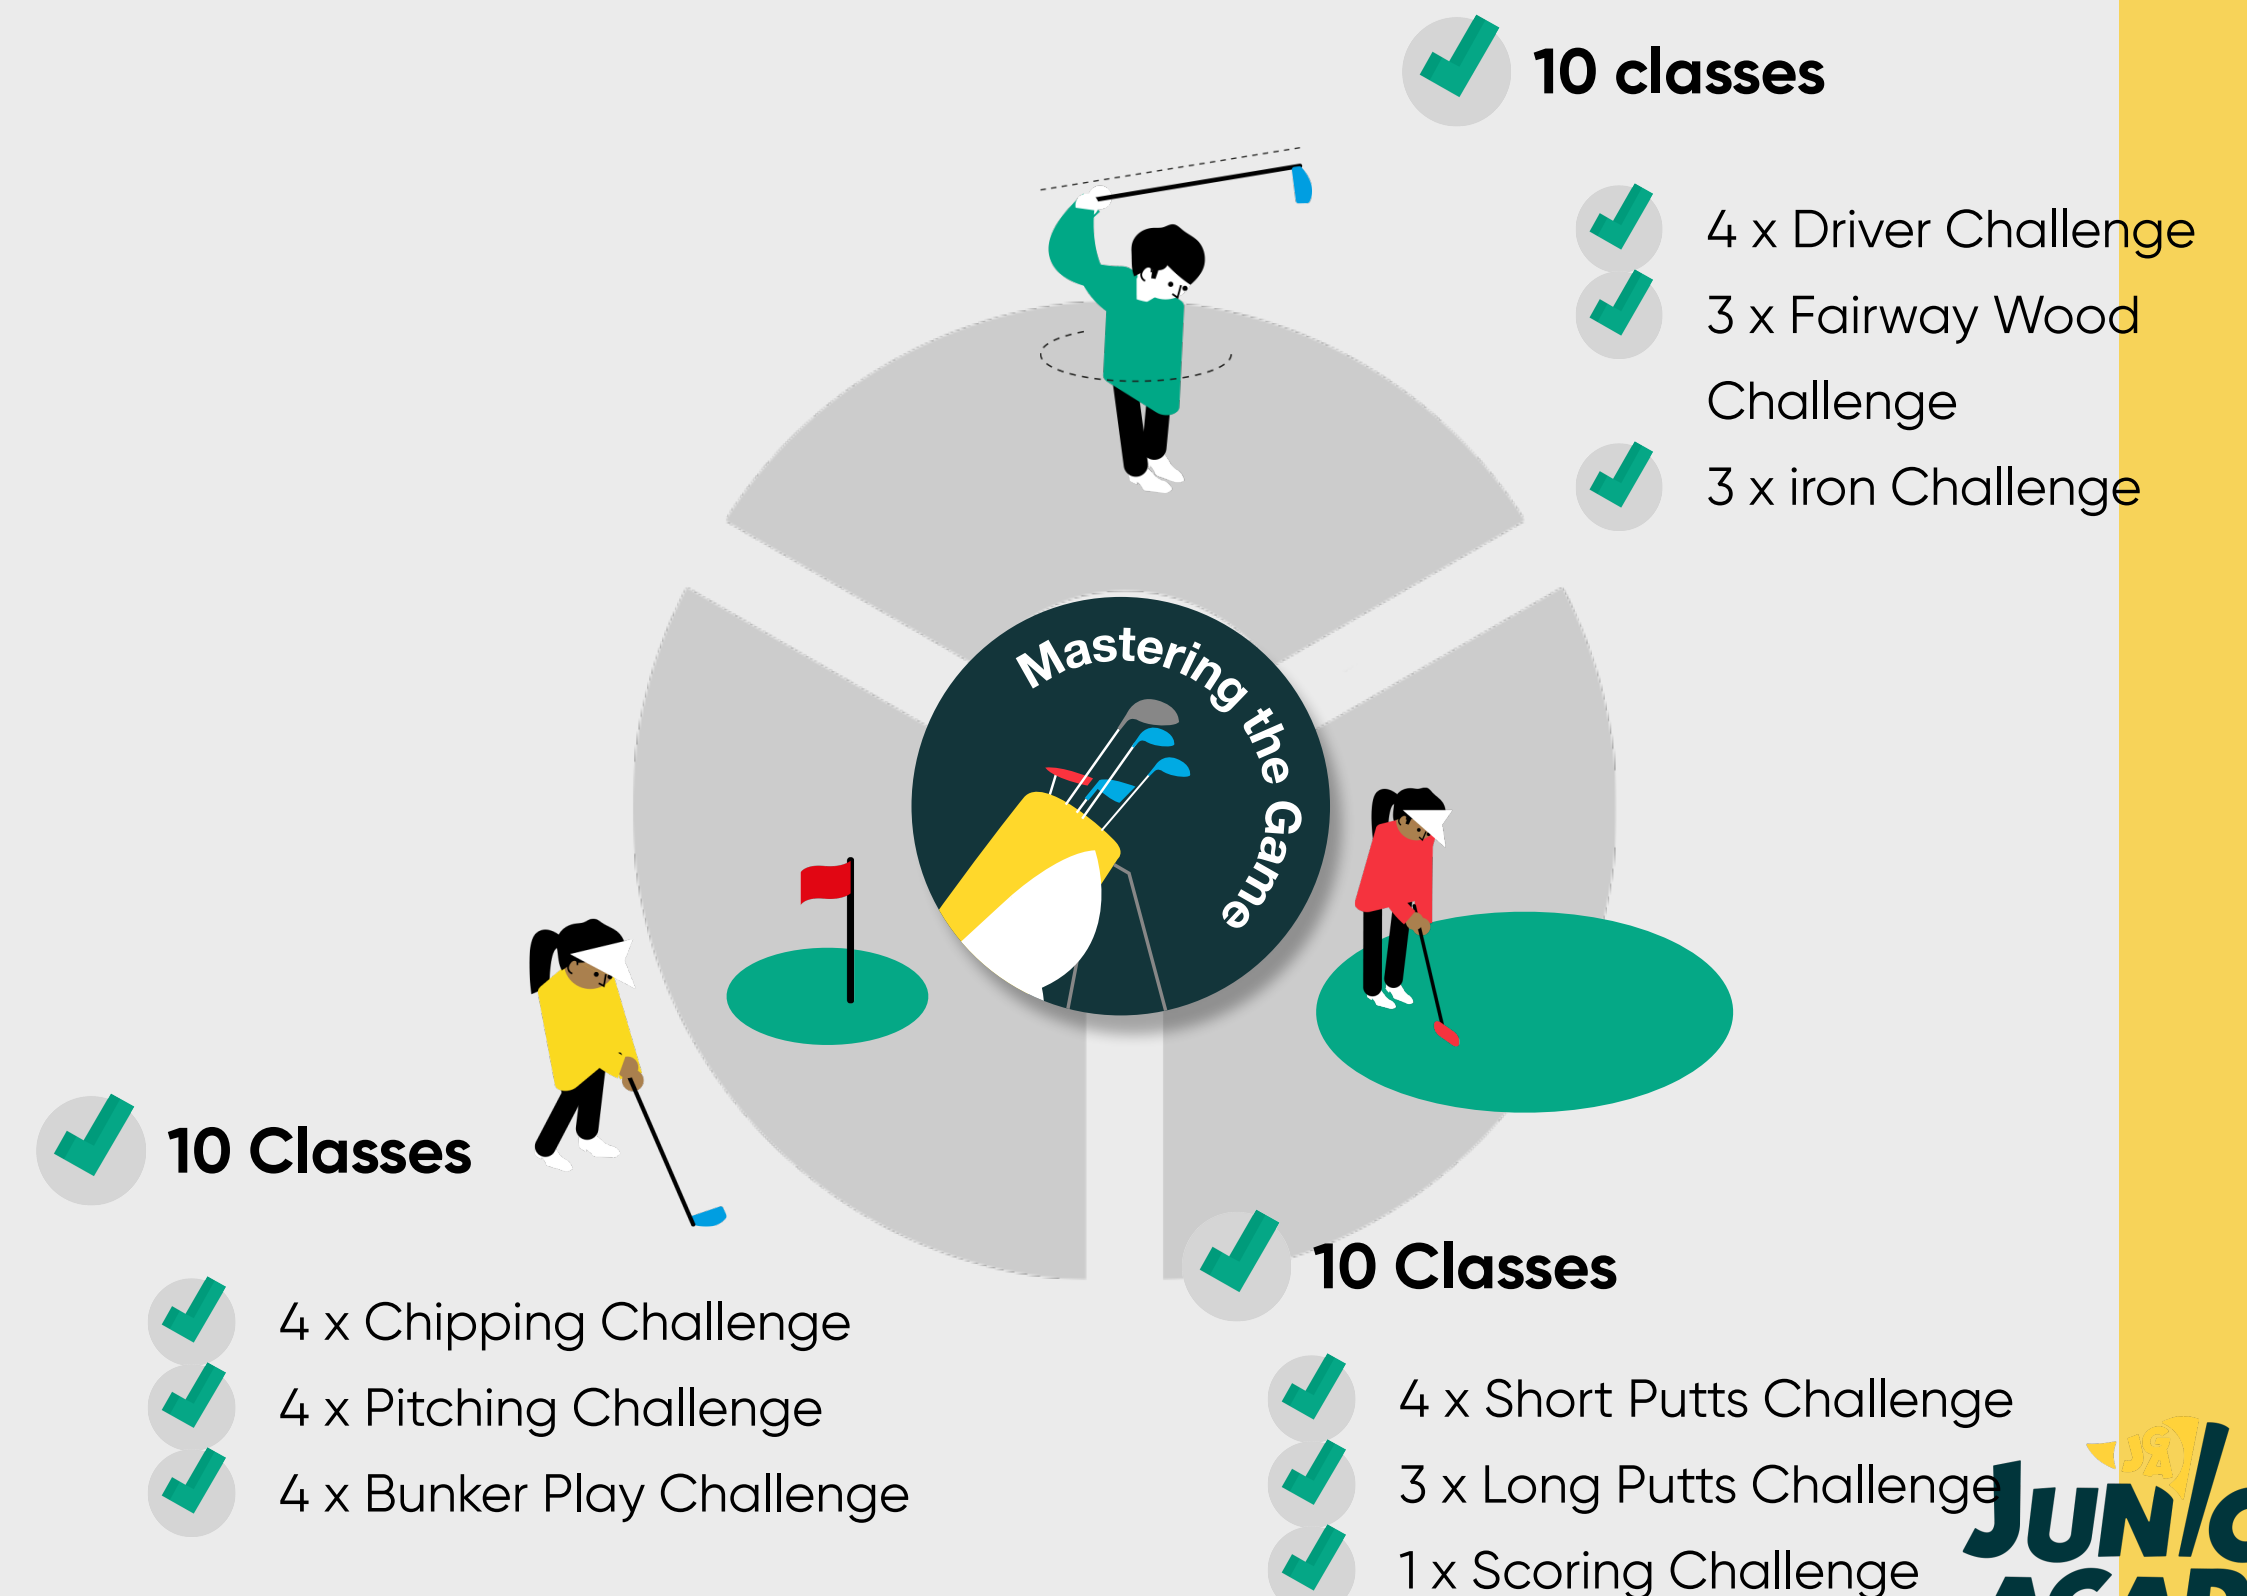 10 classes
4 x Driver Challenge
3 x Fairway Wood
Challenge
3 x iron Challenge
Mastering the Game
10 Classes
4 x Chipping Challenge
4 x Pitching Challenge
4 x Bunker Play Challenge
10 Classes
4 x Short Putts Challenge
3 x Long Putts Challenge
1 x Scoring Challenge
JGA